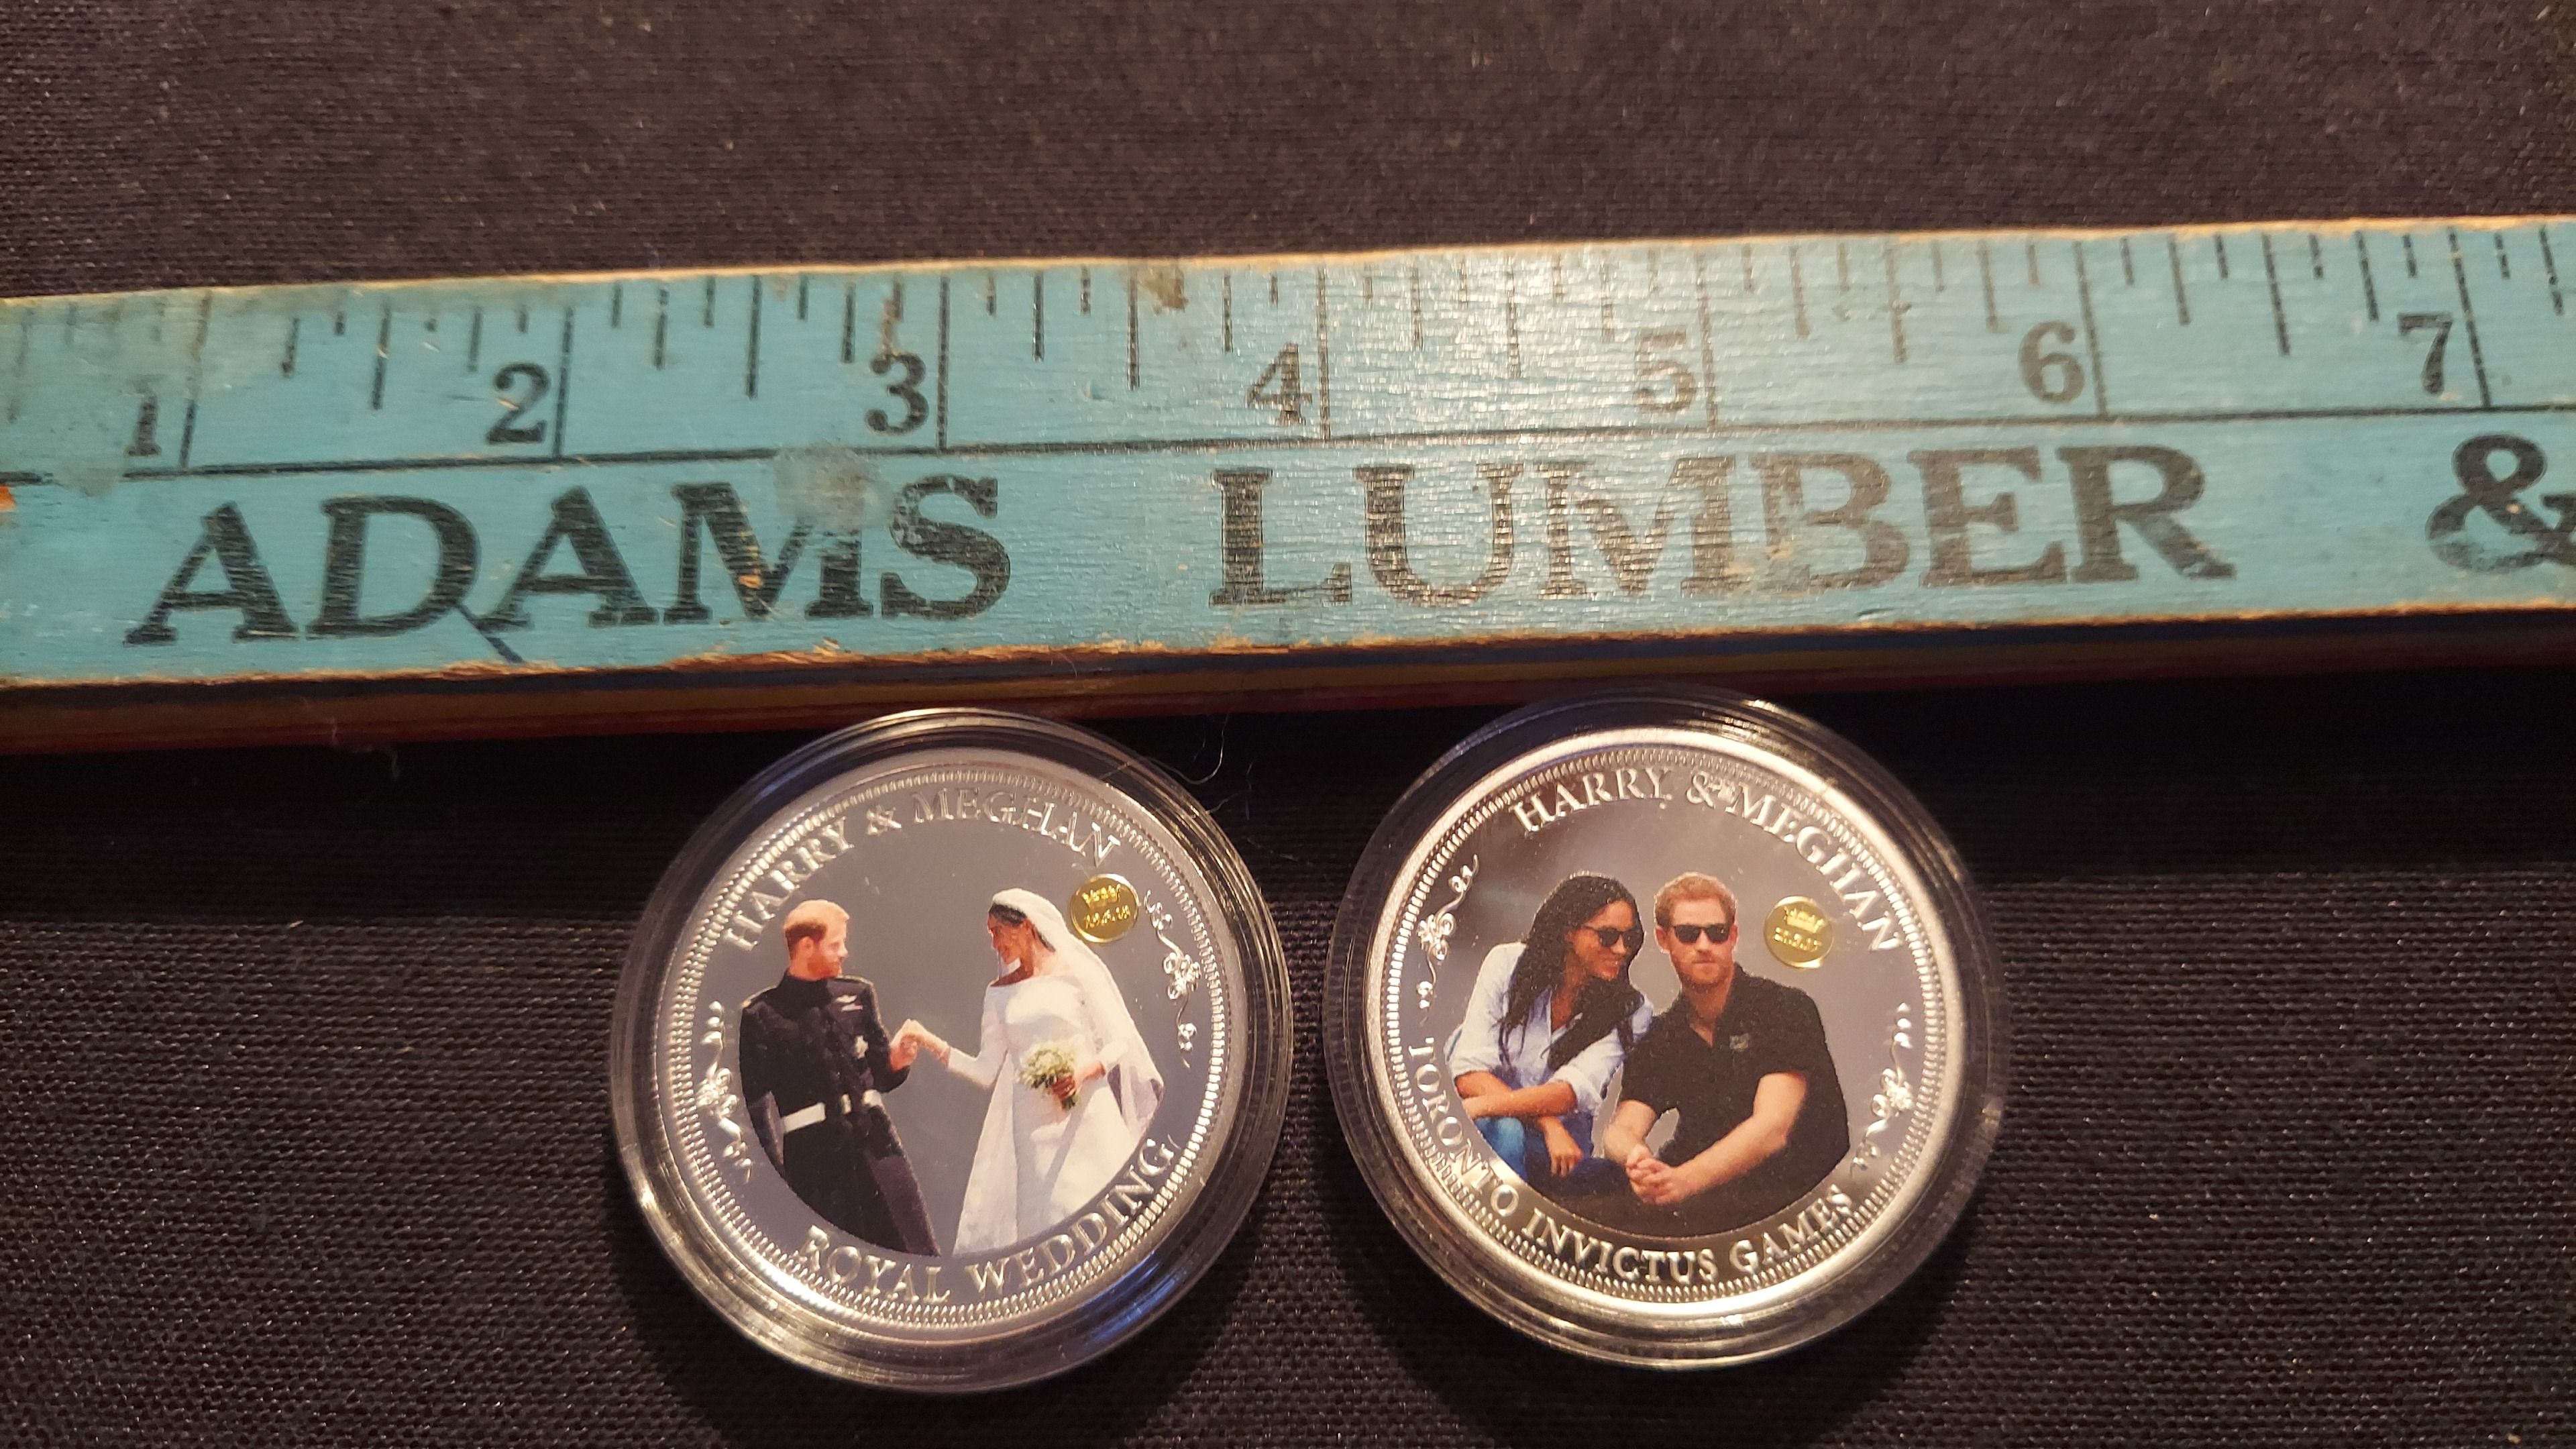 1 2 3 4 5 6 7
ADAMS LUMBER &
HARRY & MEGHAN
ROYAL WEDDING
HARRY & MEGHAN
TORONTO INVICTUS GAMES